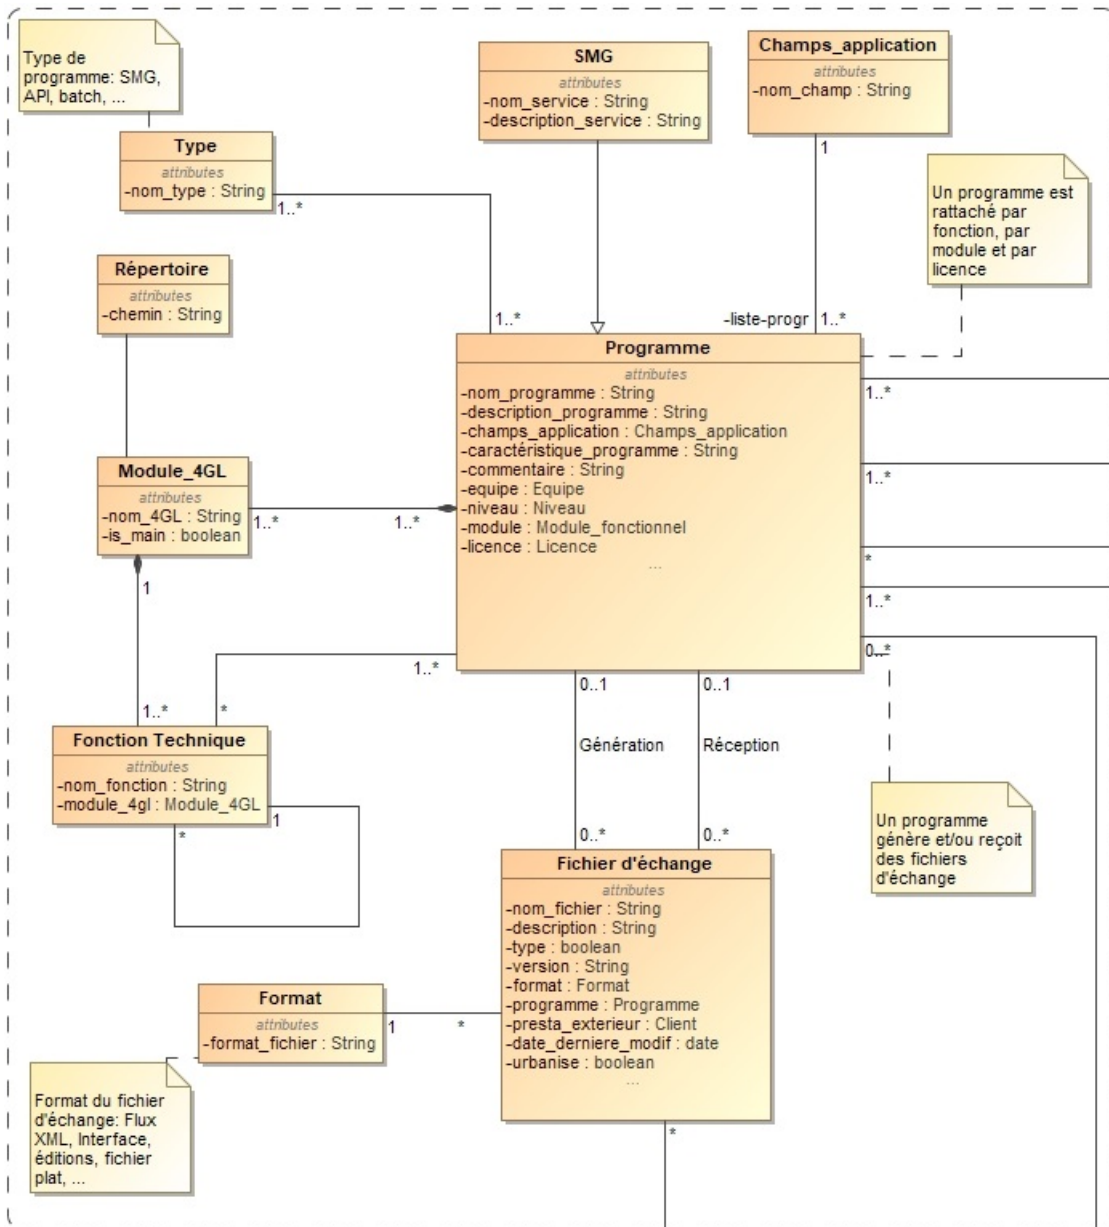 Type de
programme: SMG,
API, batch, ...
Type
attributes
-nom_type : String
1..*
1..*
SMG
attributes
-nom_service : String
-description_service : String
Champs_application
attributes
-nom_champ : String
1
-liste-progr
1..*
Un programme est
rattaché par
fonction, par
module et par
licence
Répertoire
attributes
-chemin : String
Module_4GL
attributes
-nom_4GL : String
-is_main : boolean
1..*
1..*
1
Programme
attributes
-nom_programme : String
-description_programme : String
-champs_application : Champs_application
-caractéristique_programme : String
-commentaire : String
-equipe : Equipe
-niveau : Niveau
-module : Module_fonctionnel
-licence : Licence
...
1..*
1..*
*
1..*
0..*
1..*
*
1..*
Fonction Technique
attributes
-nom_fonction : String
-module_4gl : Module_4GL
1
*
0..1
0..1
Génération
Réception
0..*
0..*
Un programme
génère et/ou reçoit
des fichiers
d'échange
Fichier d'échange
attributes
-nom_fichier : String
-description : String
-type : boolean
-version : String
-format : Format
-programme : Programme
-presta_exterieur : Client
-date_derniere_modif : date
-urbanise : boolean
...
*
Format
attributes
-format_fichier : String
1
*
Format du fichier
d'échange: Flux
XML, Interface,
éditions, fichier
plat, ...